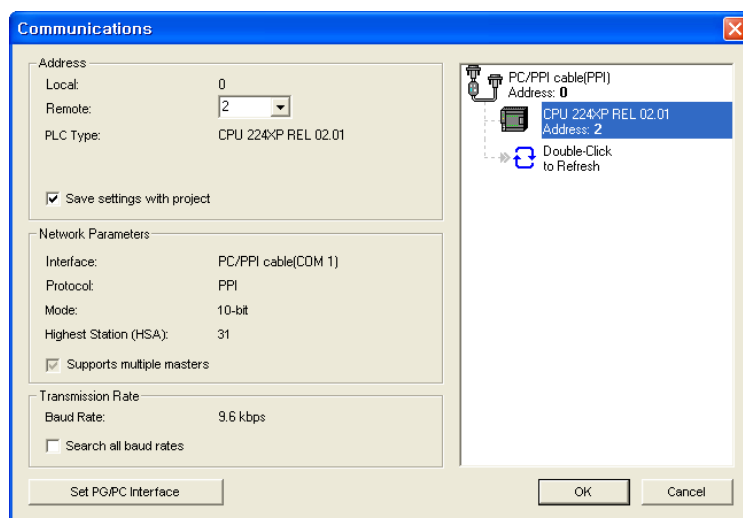 Communications
Address
Local: 0
Remote: 2
PLC Type: CPU 224XP REL 02.01
Save settings with project
Network Parameters
Interface: PC/PPI cable(COM 1)
Protocol: PPI
Mode: 10-bit
Highest Station (HSA): 31
Supports multiple masters
Transmission Rate
Baud Rate: 9.6 kbps
Search all baud rates
Set PG/PC Interface
PC/PPI cable(PPI)
Address: 0
CPU 224XP REL 02.01
Address: 2
Double-Click
to Refresh
OK
Cancel